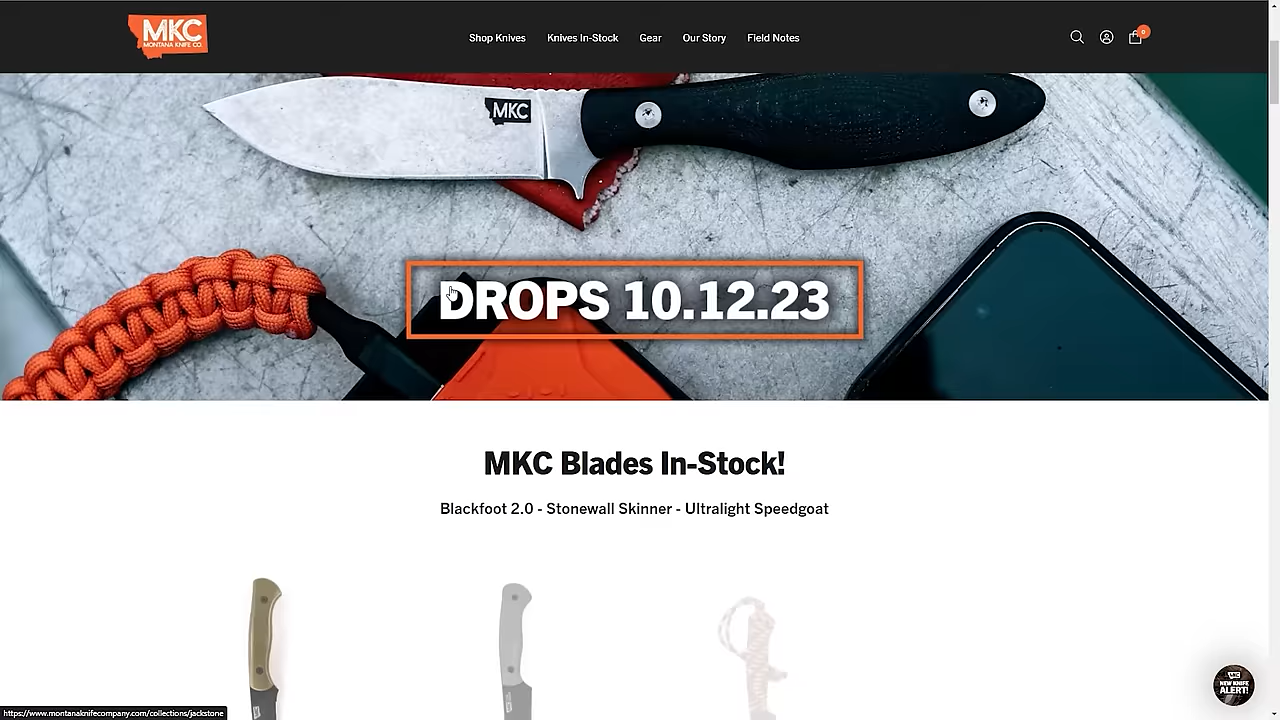 MKC
MONTANA KNIFE CO.
Shop Knives
Knives In-Stock
Gear
Our Story
Field Notes
0
MKC
DROPS 10.12.23
MKC Blades In-Stock!
Blackfoot 2.0 - Stonewall Skinner - Ultralight Speedgoat
NEW KNIFE
ALERT!
https://www.montanaknifecompany.com/collections/jackstone